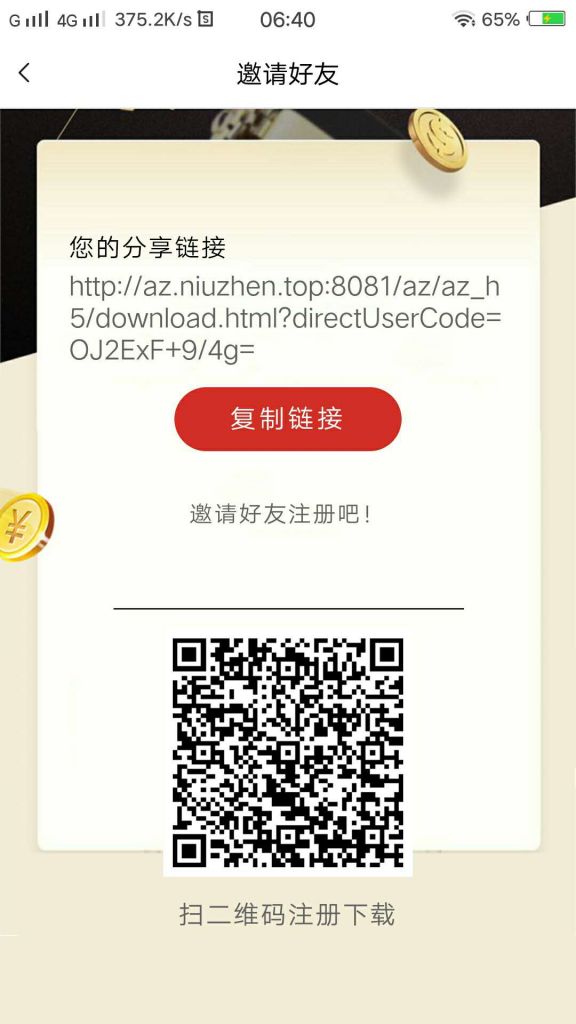 G 4G 375.2K/s 06:40 65%
邀请好友
您的分享链接
http://az.niuzhen.top:8081/az/az_h
5/download.html?directUserCode=
OJ2ExF+9/4g=
复制链接
邀请好友注册吧!
扫二维码注册下载